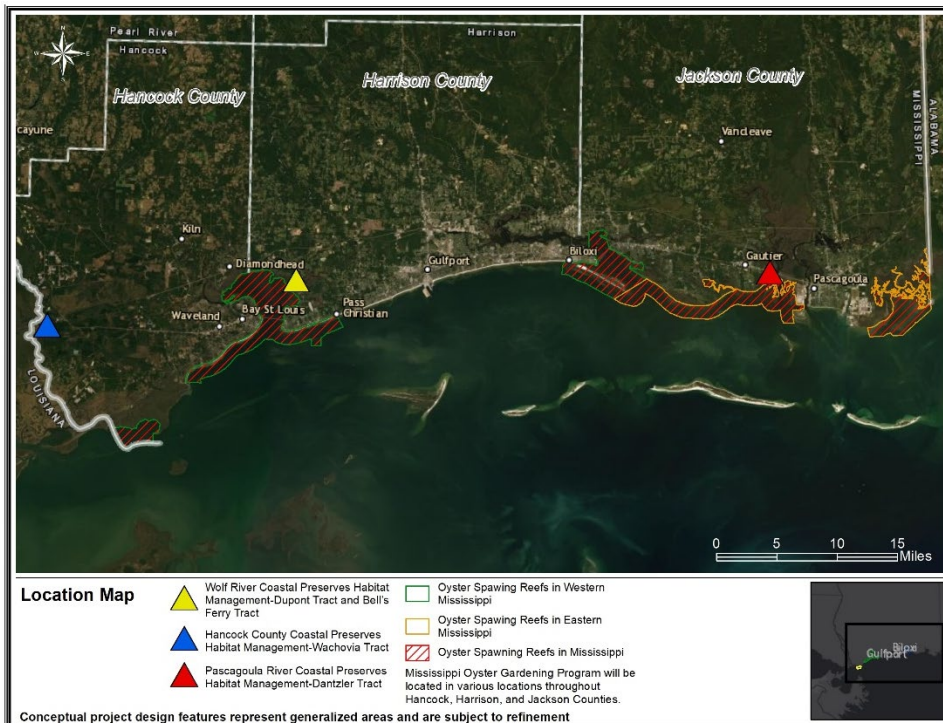 N
W E
S
Pearl River
Hancock
Harrison
Hancock County
Harrison County
Jackson County
ALABAMA
MISSISSIPPI
cayune
Vancleave
Kiln
Diamondhead
Gulfport
Biloxi
Gautier
Pascagoula
Waveland
Bay St Louis
Pass
Christian
LOUISIANA
0 5 10 15
Miles
Location Map
Wolf River Coastal Preserves Habitat
Management-Dupont Tract and Bell's
Ferry Tract
Hancock County Coastal Preserves
Habitat Management-Wachovia Tract
Pascagoula River Coastal Preserves
Habitat Management-Dantzler Tract
Oyster Spawing Reefs in Western
Mississippi
Oyster Spawing Reefs in Eastern
Mississippi
Oyster Spawning Reefs in Mississippi
Mississippi Oyster Gardening Program will be
located in various locations throughout
Hancock, Harrison, and Jackson Counties.
Biloxi
Gulfport
Conceptual project design features represent generalized areas and are subject to refinement